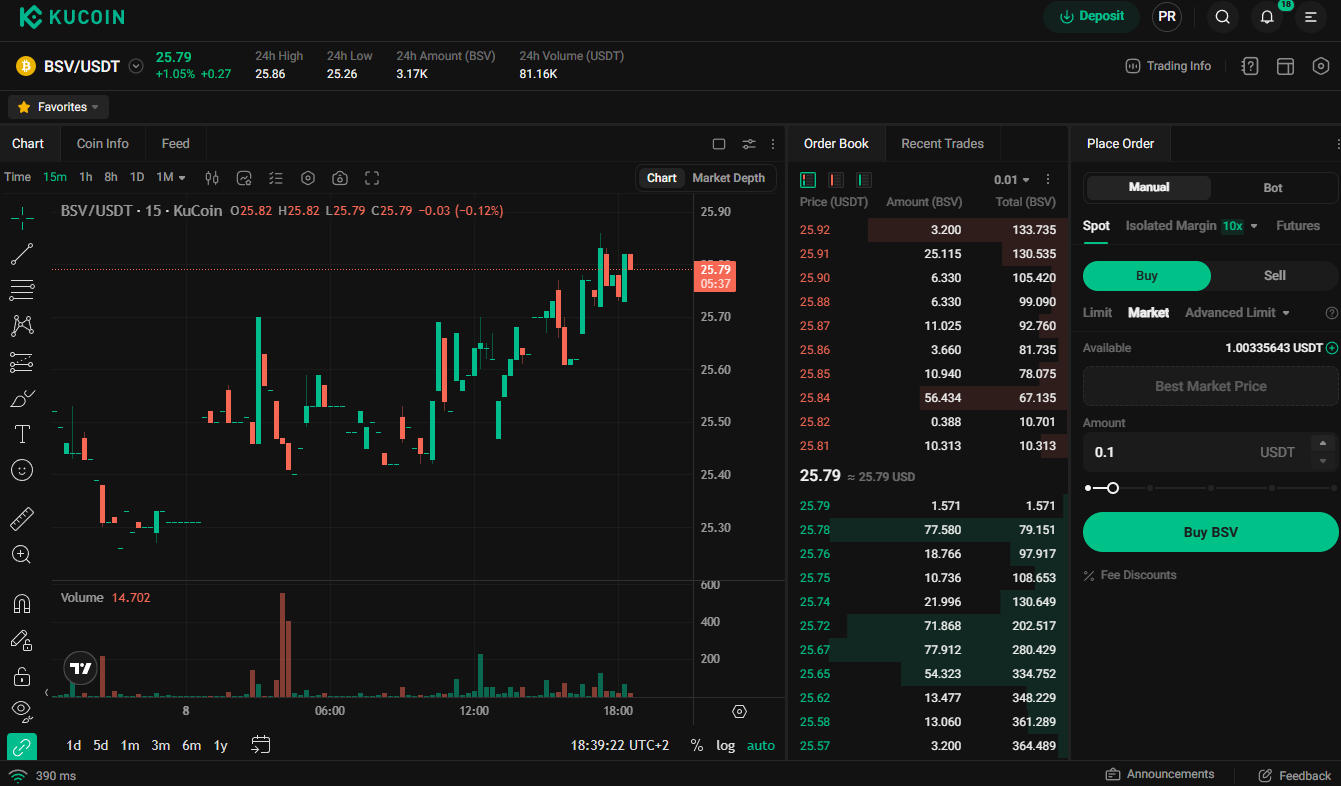 KUCOIN
Deposit
PR
18
BSV/USDT
25.79
+1.05% +0.27
24h High
25.86
24h Low
25.26
24h Amount (BSV)
3.17K
24h Volume (USDT)
81.16K
Trading Info
Favorites
Chart Coin Info Feed
Time 15m 1h 8h 1D 1M
Chart Market Depth
BSV/USDT · 15 · KuCoin O25.82 H25.82 L25.79 C25.79 −0.03 (−0.12%)
25.90
25.79
05:37
25.70
25.60
25.50
25.40
25.30
Volume 14.702
600
400
200
8 06:00 12:00 18:00
1d 5d 1m 3m 6m 1y
18:39:22 UTC+2 % log auto
Order Book Recent Trades
0.01
Price (USDT) Amount (BSV) Total (BSV)
25.92 3.200 133.735
25.91 25.115 130.535
25.90 6.330 105.420
25.88 6.330 99.090
25.87 11.025 92.760
25.86 3.660 81.735
25.85 10.940 78.075
25.84 56.434 67.135
25.82 0.388 10.701
25.81 10.313 10.313
25.79 ≈ 25.79 USD
25.79 1.571 1.571
25.78 77.580 79.151
25.76 18.766 97.917
25.75 10.736 108.653
25.74 21.996 130.649
25.72 71.868 202.517
25.67 77.912 280.429
25.65 54.323 334.752
25.62 13.477 348.229
25.58 13.060 361.289
25.57 3.200 364.489
Place Order
Manual Bot
Spot Isolated Margin 10x Futures
Buy Sell
Limit Market Advanced Limit
Available 1.00335643 USDT
Best Market Price
Amount
0.1 USDT
Buy BSV
Fee Discounts
390 ms
Announcements
Feedback